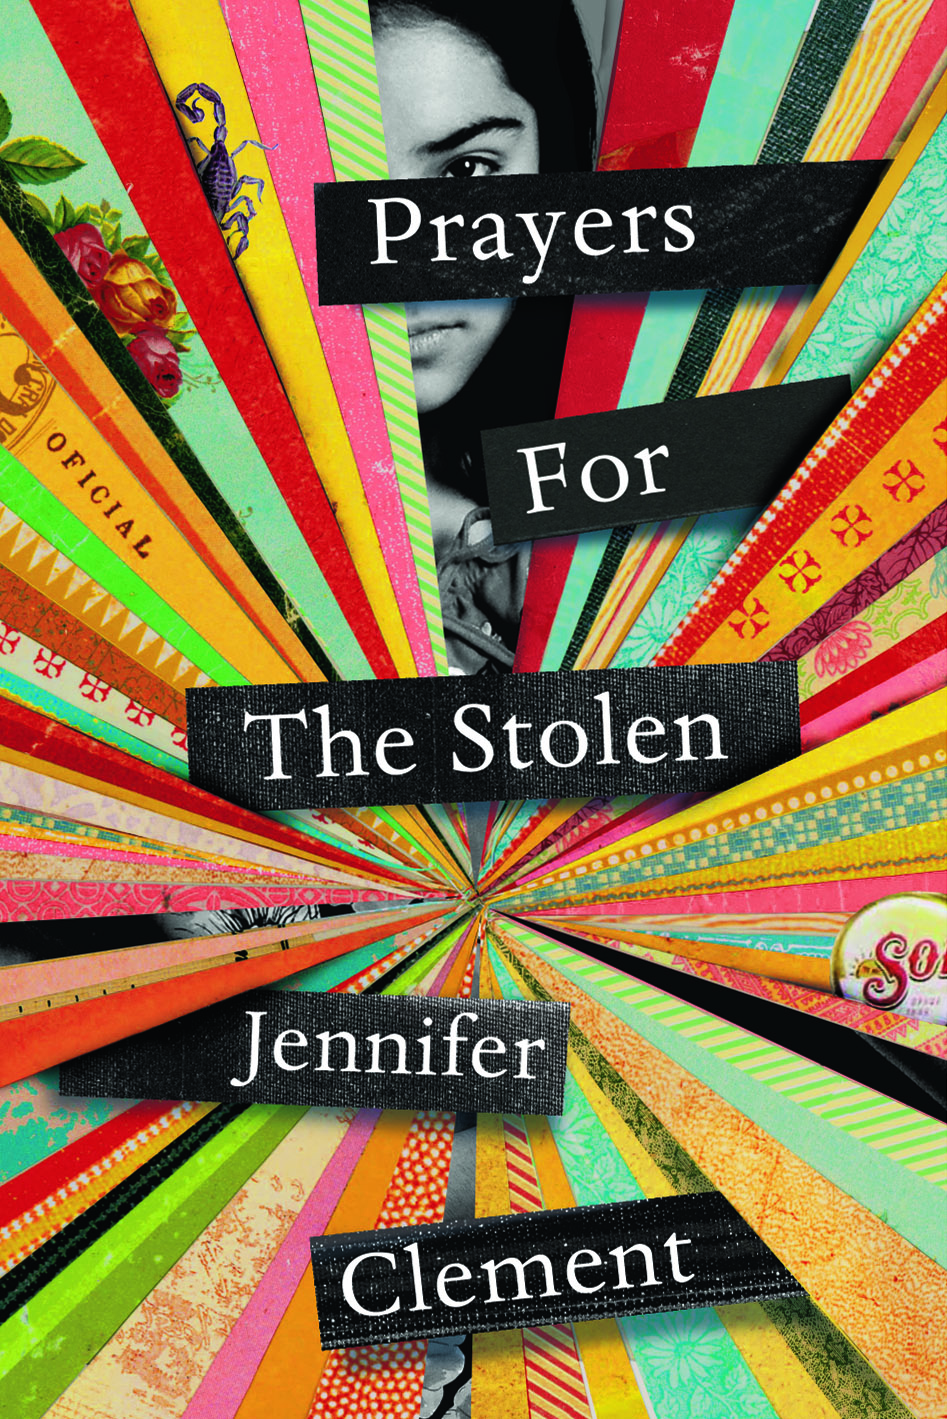 Prayers
For
OFICIAL
The Stolen
Jennifer
Clement